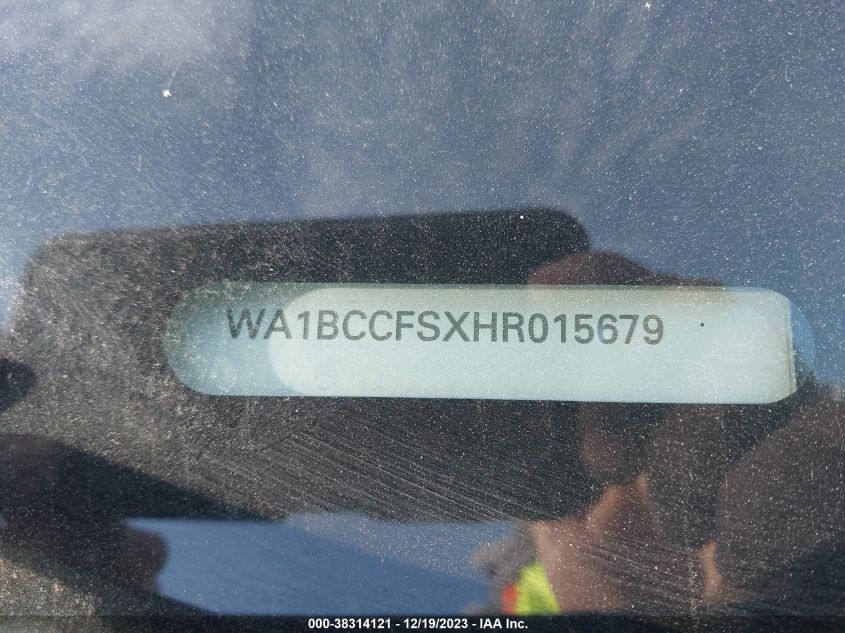 WA1BCCFSXHR015679
000-38314121 - 12/19/2023 - IAA Inc.